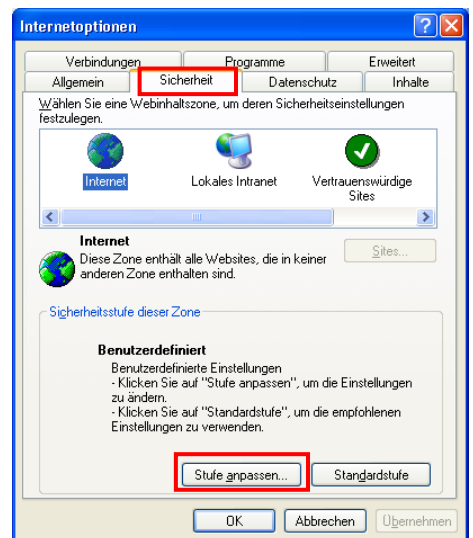 Internetoptionen
Verbindungen Programme Erweitert
Allgemein Sicherheit Datenschutz Inhalte
Wählen Sie eine Webinhaltszone, um deren Sicherheitseinstellungen
festzulegen.
Internet Lokales Intranet Vertrauenswürdige
Sites
Internet
Diese Zone enthält alle Websites, die in keiner
anderen Zone enthalten sind.
Sites...
Sicherheitsstufe dieser Zone
Benutzerdefiniert
Benutzerdefinierte Einstellungen
- Klicken Sie auf "Stufe anpassen", um die Einstellungen
zu ändern.
- Klicken Sie auf "Standardstufe", um die empfohlenen
Einstellungen zu verwenden.
Stufe anpassen... Standardstufe
OK Abbrechen Übernehmen